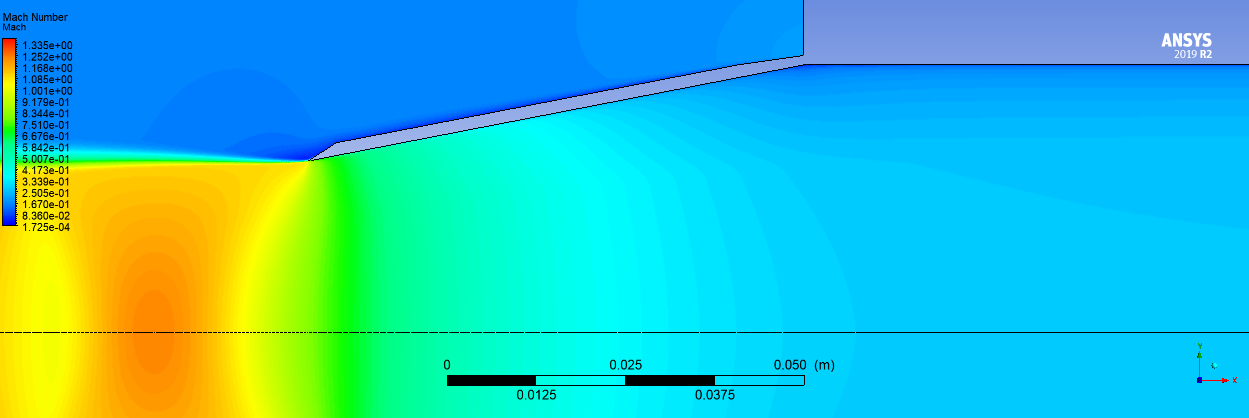 Mach Number
Mach
1.335e+00
1.252e+00
1.168e+00
1.085e+00
1.001e+00
9.179e-01
8.344e-01
7.510e-01
6.676e-01
5.842e-01
5.007e-01
4.173e-01
3.339e-01
2.505e-01
1.670e-01
8.360e-02
1.725e-04
ANSYS
2019 R2
0 0.025 0.050 (m)
0.0125 0.0375
Y
X